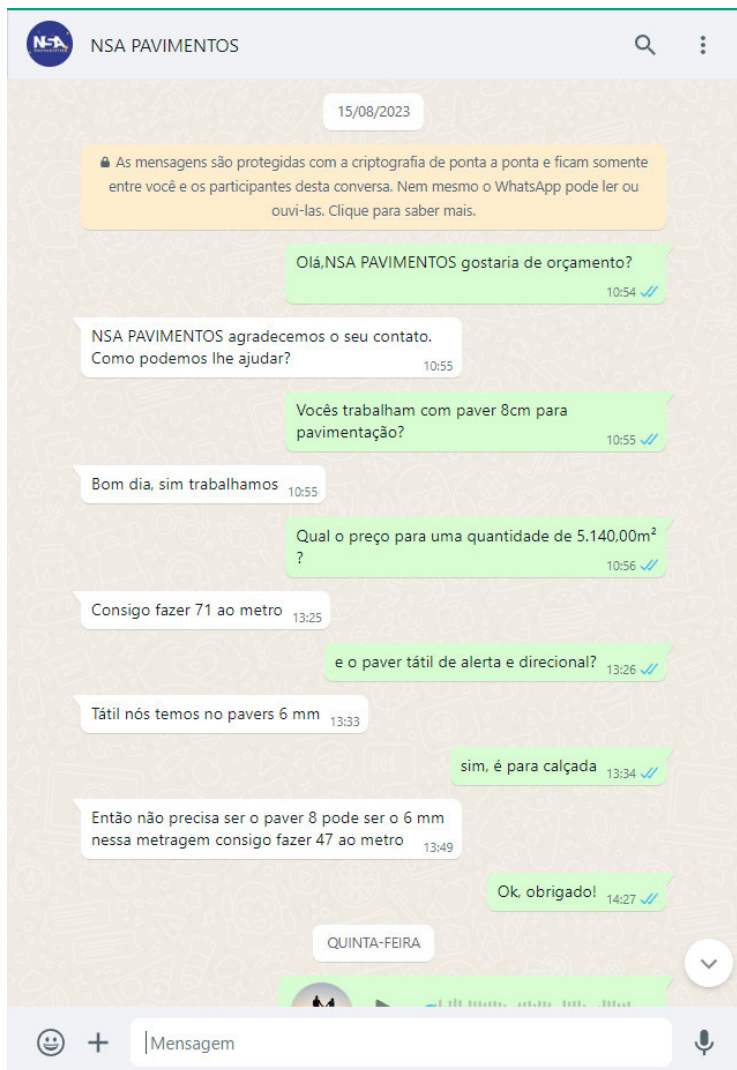 NSA
NSA PAVIMENTOS
15/08/2023
As mensagens são protegidas com a criptografia de ponta a ponta e ficam somente
entre você e os participantes desta conversa. Nem mesmo o WhatsApp pode ler ou
ouvi-las. Clique para saber mais.
Olá,NSA PAVIMENTOS gostaria de orçamento?
10:54
NSA PAVIMENTOS agradecemos o seu contato.
Como podemos lhe ajudar?
10:55
Vocês trabalham com paver 8cm para
pavimentação?
10:55
Bom dia, sim trabalhamos 10:55
Qual o preço para uma quantidade de 5.140,00m²
?
10:56
Consigo fazer 71 ao metro 13:25
e o paver tátil de alerta e direcional? 13:26
Tátil nós temos no pavers 6 mm 13:33
sim, é para calçada 13:34
Então não precisa ser o paver 8 pode ser o 6 mm
nessa metragem consigo fazer 47 ao metro 13:49
Ok, obrigado! 14:27
QUINTA-FEIRA
Mensagem